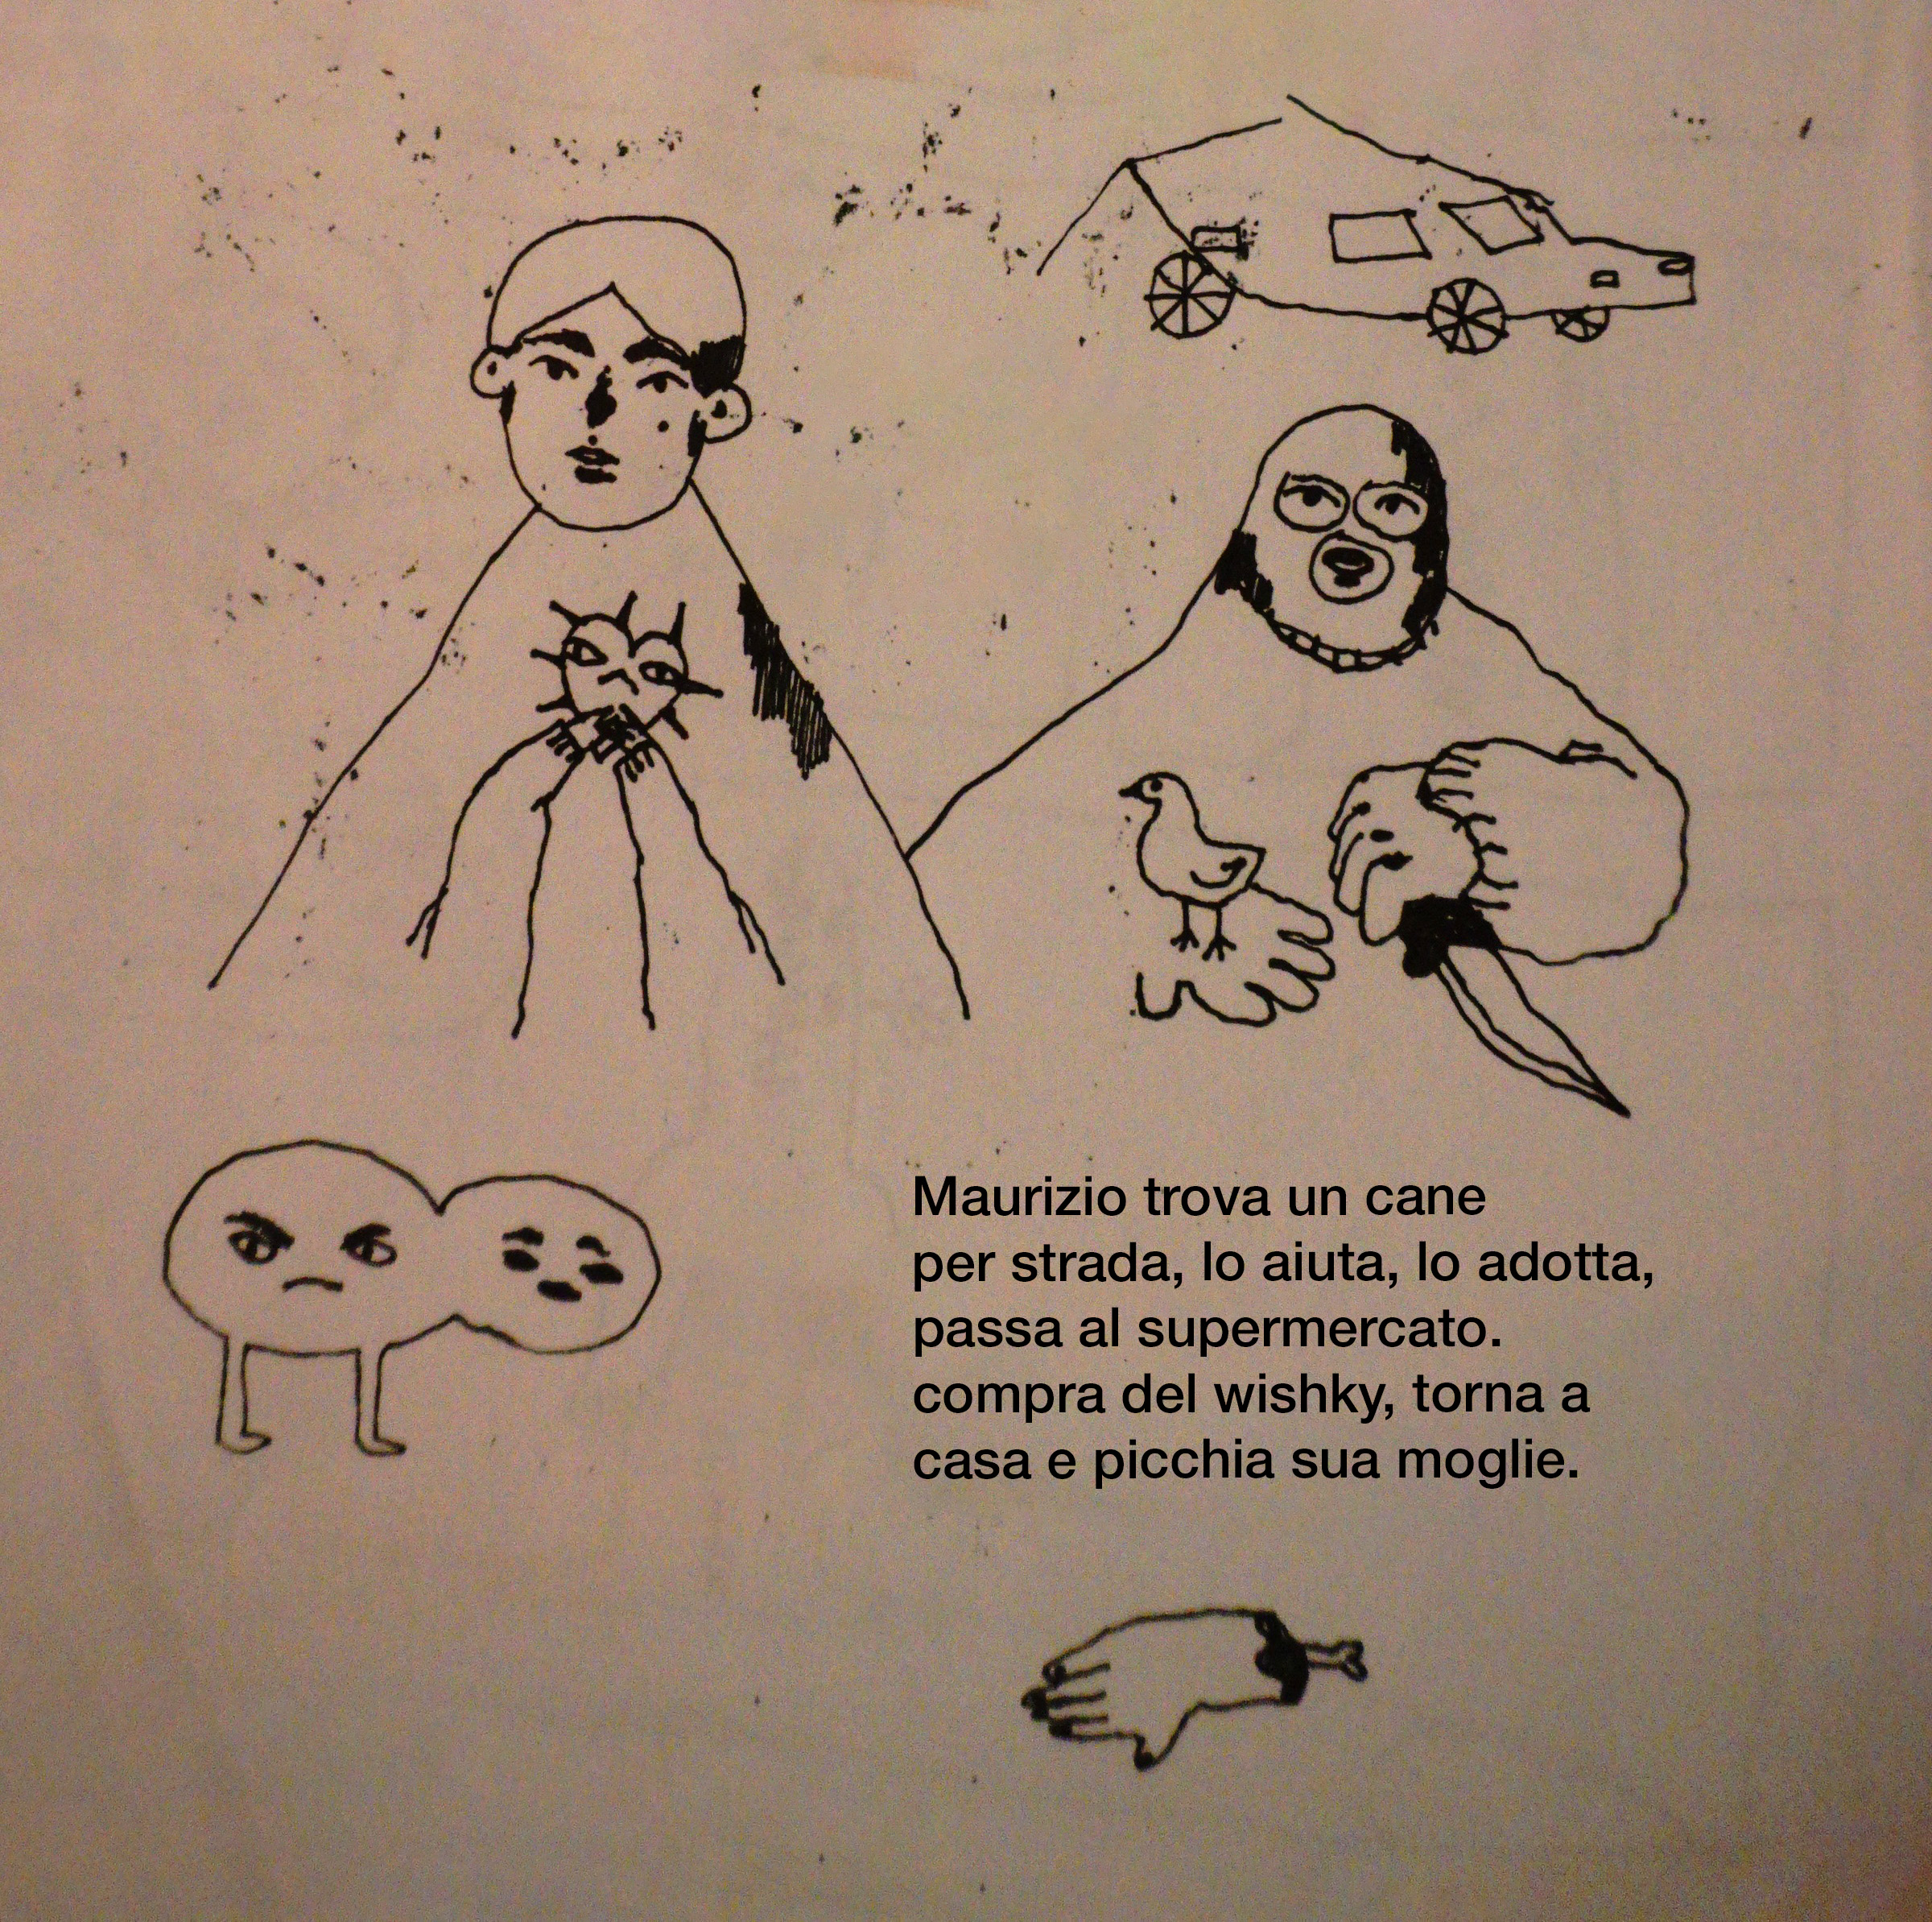 Maurizio trova un cane
per strada, lo aiuta, lo adotta,
passa al supermercato.
compra del wishky, torna a
casa e picchia sua moglie.